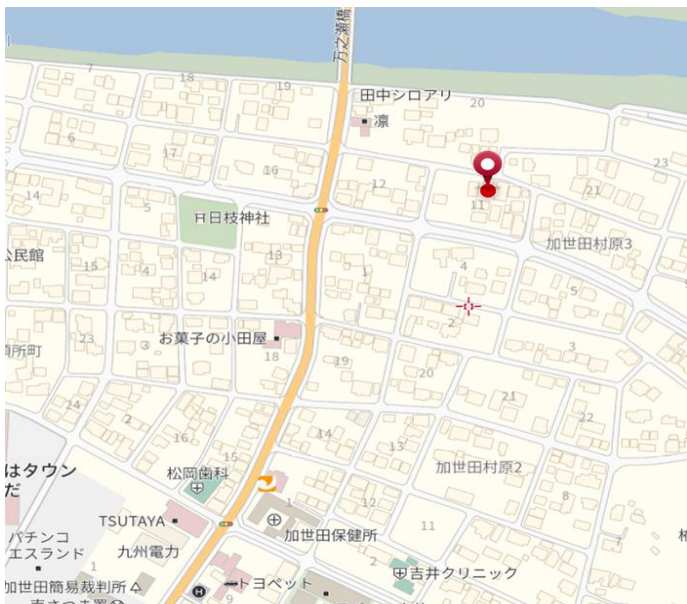 万之瀬橋
7
18
19
田中シロアリ
20
凛
6
17
16
12
23
21
14
5
日枝神社
11
加世田村原3
公民館
15
4
14
13
1
4
5
お菓子の小田屋
18
2
3
23
3
19
20
21
22
24
2
16
15
14
13
加世田村原2
はタウン
だ
松岡歯科
8
TSUTAYA
1
12
11
加世田保健所
パチンコ
エスランド
九州電力
1
2
7
吉井クリニック
加世田簡易裁判所
トヨペット
9